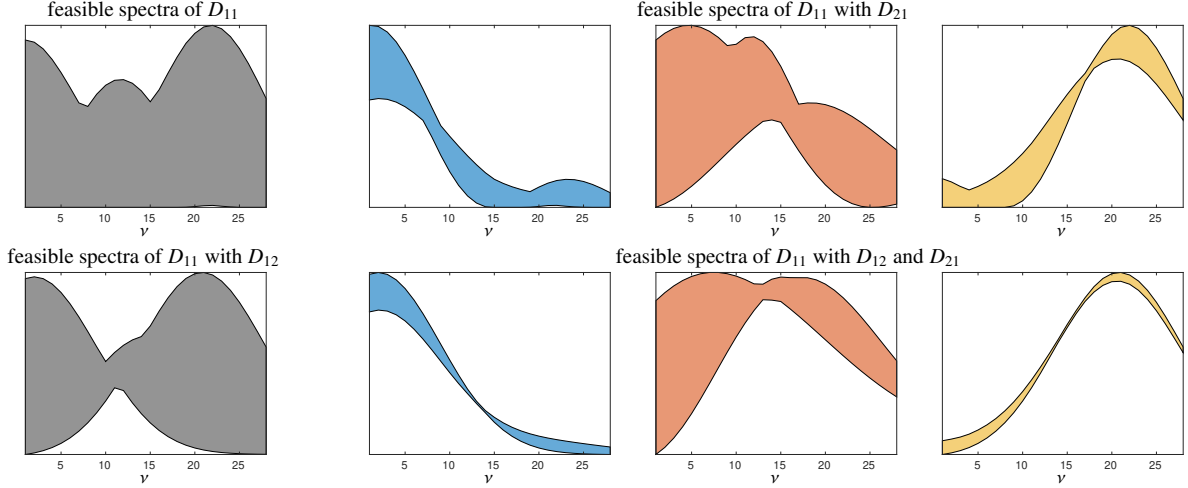 feasible spectra of D₁₁
feasible spectra of D₁₁ with D₂₁
5 10 15 20 25
5 10 15 20 25
5 10 15 20 25
5 10 15 20 25
ν
ν
ν
ν
feasible spectra of D₁₁ with D₁₂
feasible spectra of D₁₁ with D₁₂ and D₂₁
5 10 15 20 25
5 10 15 20 25
5 10 15 20 25
5 10 15 20 25
ν
ν
ν
ν